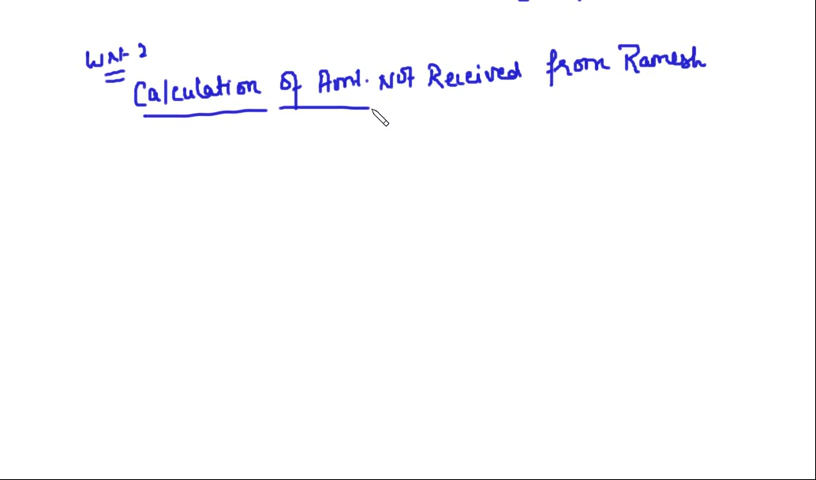 WN-2
Calculation of Amt. Not Received from Ramesh